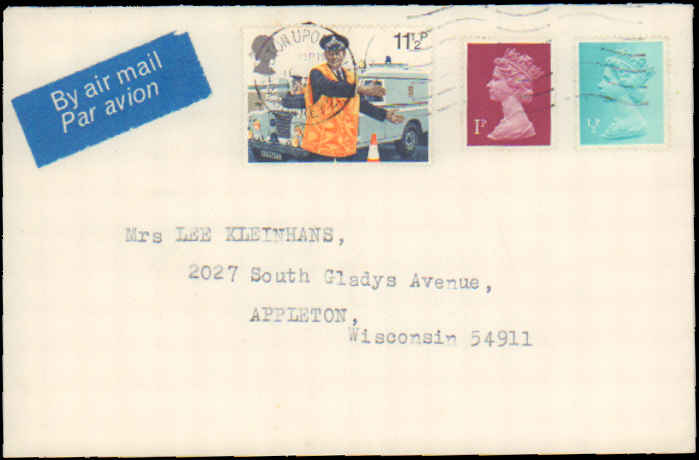 By air mail
Par avion
11½P
1P
½P
Mrs LEE KLEINHANS,
2027 South Gladys Avenue,
APPLETON,
Wisconsin 54911